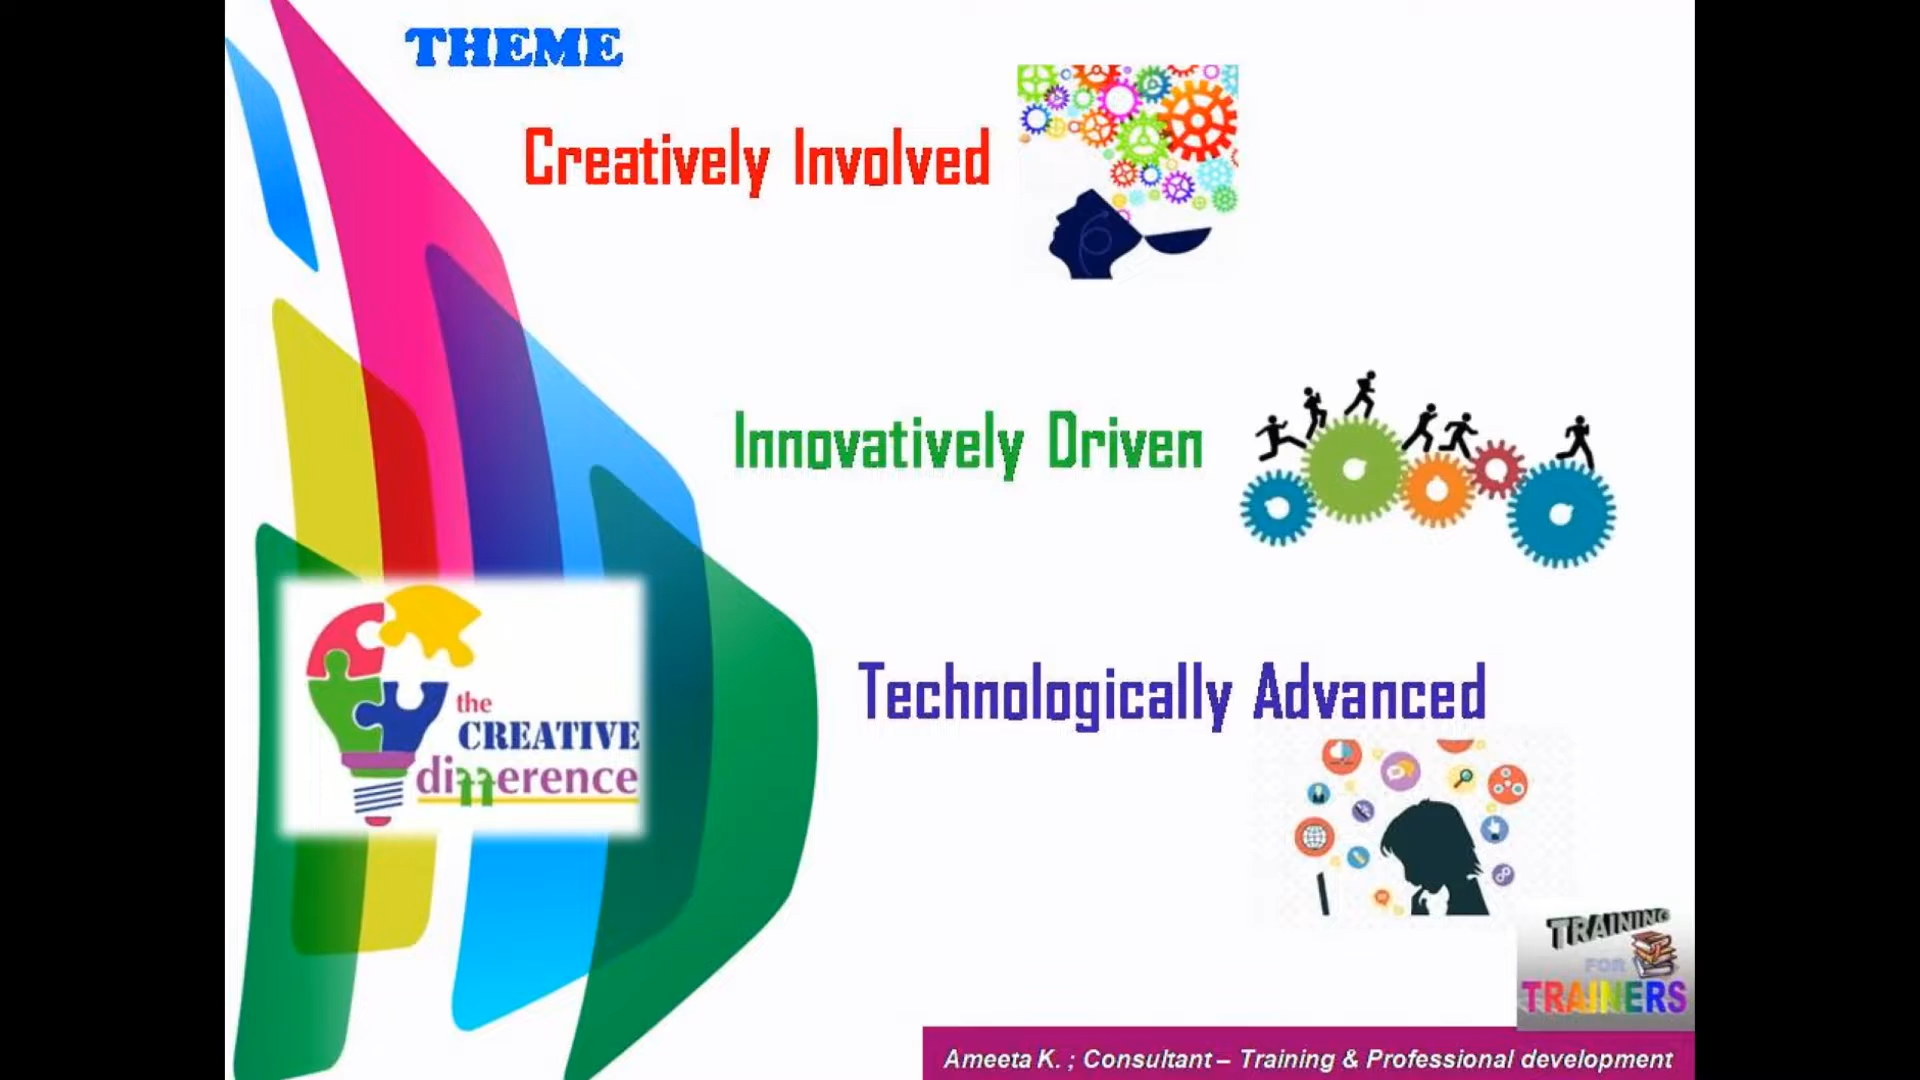 THEME
Creatively Involved
Innovatively Driven
Technologically Advanced
the
CREATIVE
difference
TRAINING
FOR
TRAINERS
Ameeta K. ; Consultant – Training & Professional development